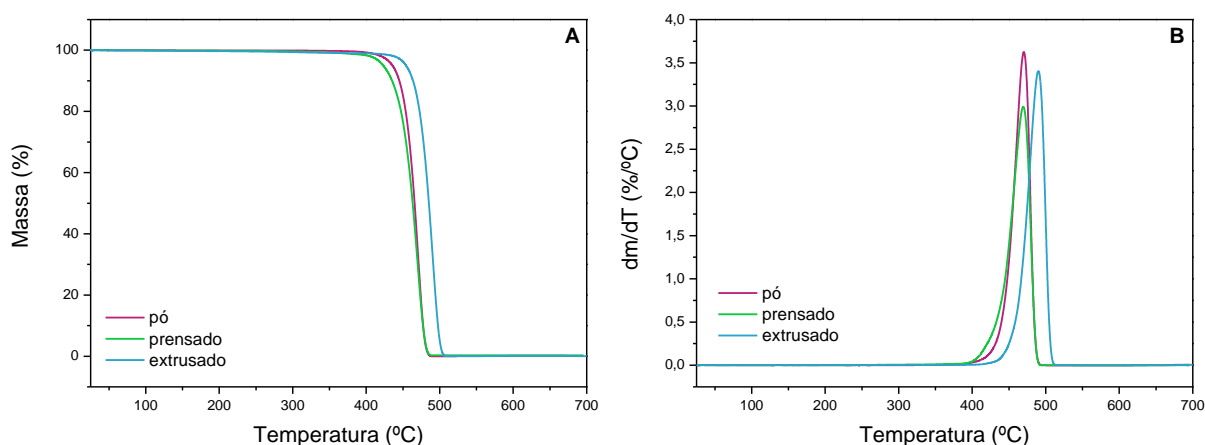 A
100
80
60
40
20
0
Massa (%)
pó
prensado
extrusado
100 200 300 400 500 600 700
Temperatura (ºC)
B
4,0
3,5
3,0
2,5
2,0
1,5
1,0
0,5
0,0
dm/dT (%/ºC)
pó
prensado
extrusado
100 200 300 400 500 600 700
Temperatura (ºC)